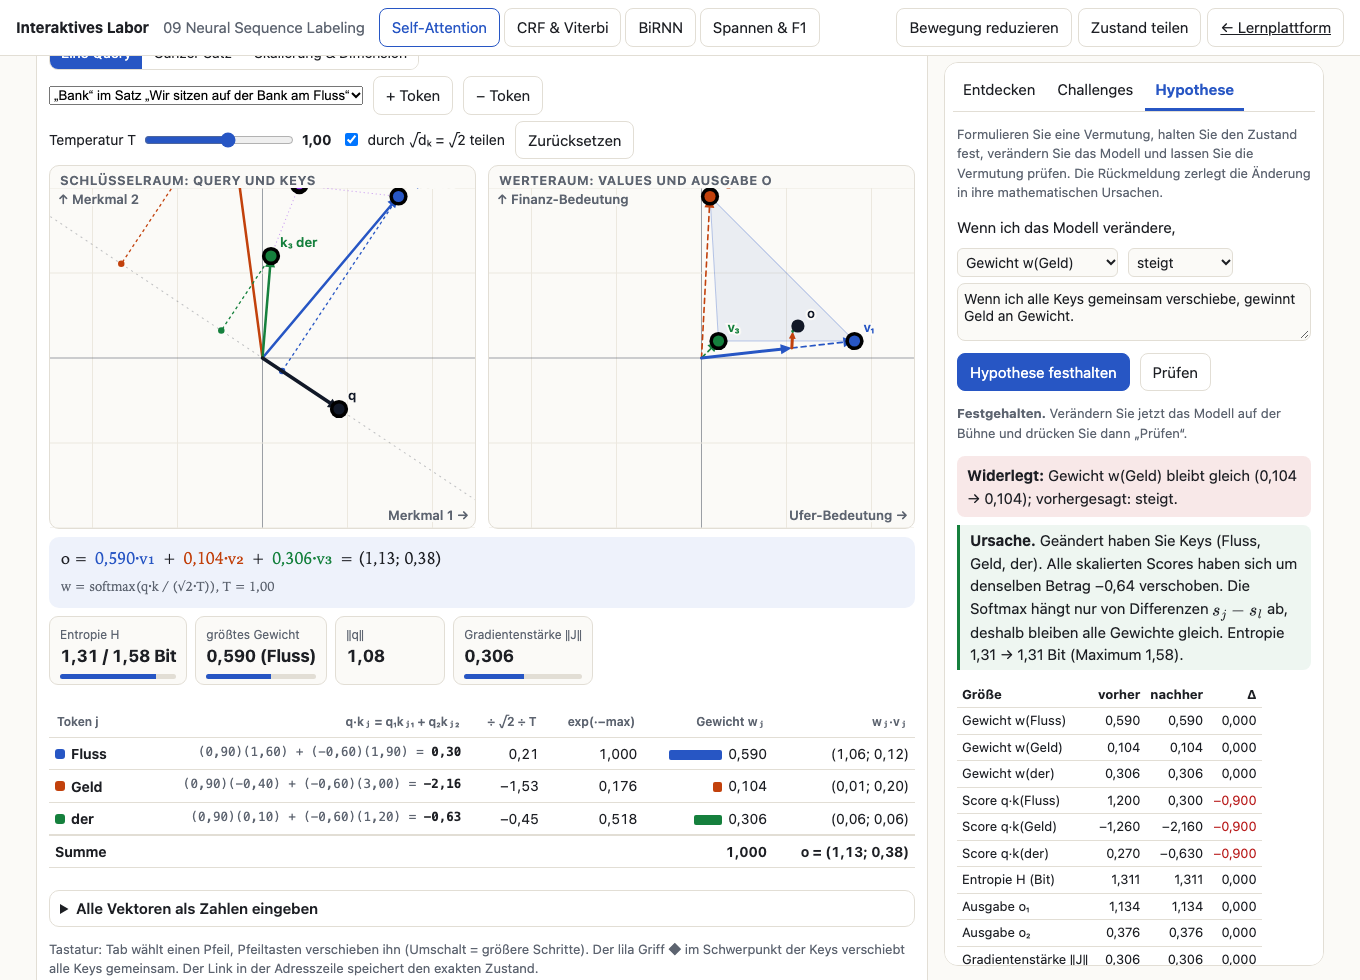 Interaktives Labor 09 Neural Sequence Labeling Self-Attention CRF & Viterbi BiRNN Spannen & F1 Bewegung reduzieren Zustand teilen ← Lernplattform
„Bank“ im Satz „Wir sitzen auf der Bank am Fluss“ + Token − Token
Temperatur T 1,00 durch √dₖ = √2 teilen Zurücksetzen
SCHLÜSSELRAUM: QUERY UND KEYS
↑ Merkmal 2
k₃ der
q
Merkmal 1 →
WERTERAUM: VALUES UND AUSGABE O
↑ Finanz-Bedeutung
o
v₃
v₁
Ufer-Bedeutung →
o = 0,590·v₁ + 0,104·v₂ + 0,306·v₃ = (1,13; 0,38)
w = softmax(q·k / (√2·T)), T = 1,00
Entropie H größtes Gewicht ‖q‖ Gradientenstärke ‖J‖
1,31 / 1,58 Bit 0,590 (Fluss) 1,08 0,306
Token j q·kⱼ = q₁kⱼ₁ + q₂kⱼ₂ ÷ √2 ÷ T exp(·−max) Gewicht wⱼ wⱼ·vⱼ
Fluss (0,90)(1,60) + (−0,60)(1,90) = 0,30 0,21 1,000 0,590 (1,06; 0,12)
Geld (0,90)(−0,40) + (−0,60)(3,00) = −2,16 −1,53 0,176 0,104 (0,01; 0,20)
der (0,90)(0,10) + (−0,60)(1,20) = −0,63 −0,45 0,518 0,306 (0,06; 0,06)
Summe 1,000 o = (1,13; 0,38)
▶ Alle Vektoren als Zahlen eingeben
Tastatur: Tab wählt einen Pfeil, Pfeiltasten verschieben ihn (Umschalt = größere Schritte). Der lila Griff ◆ im Schwerpunkt der Keys verschiebt
alle Keys gemeinsam. Der Link in der Adresszeile speichert den exakten Zustand.
Entdecken Challenges Hypothese
Formulieren Sie eine Vermutung, halten Sie den Zustand
fest, verändern Sie das Modell und lassen Sie die
Vermutung prüfen. Die Rückmeldung zerlegt die Änderung
in ihre mathematischen Ursachen.
Wenn ich das Modell verändere,
Gewicht w(Geld) steigt
Wenn ich alle Keys gemeinsam verschiebe, gewinnt
Geld an Gewicht.
Hypothese festhalten Prüfen
Festgehalten. Verändern Sie jetzt das Modell auf der
Bühne und drücken Sie dann „Prüfen“.
Widerlegt: Gewicht w(Geld) bleibt gleich (0,104
→ 0,104); vorhergesagt: steigt.
Ursache. Geändert haben Sie Keys (Fluss,
Geld, der). Alle skalierten Scores haben sich um
denselben Betrag −0,64 verschoben. Die
Softmax hängt nur von Differenzen sⱼ − sₗ ab,
deshalb bleiben alle Gewichte gleich. Entropie
1,31 → 1,31 Bit (Maximum 1,58).
Größe vorher nachher Δ
Gewicht w(Fluss) 0,590 0,590 0,000
Gewicht w(Geld) 0,104 0,104 0,000
Gewicht w(der) 0,306 0,306 0,000
Score q·k(Fluss) 1,200 0,300 −0,900
Score q·k(Geld) −1,260 −2,160 −0,900
Score q·k(der) 0,270 −0,630 −0,900
Entropie H (Bit) 1,311 1,311 0,000
Ausgabe o₁ 1,134 1,134 0,000
Ausgabe o₂ 0,376 0,376 0,000
Gradientenstärke ‖J‖ 0,306 0,306 0,000